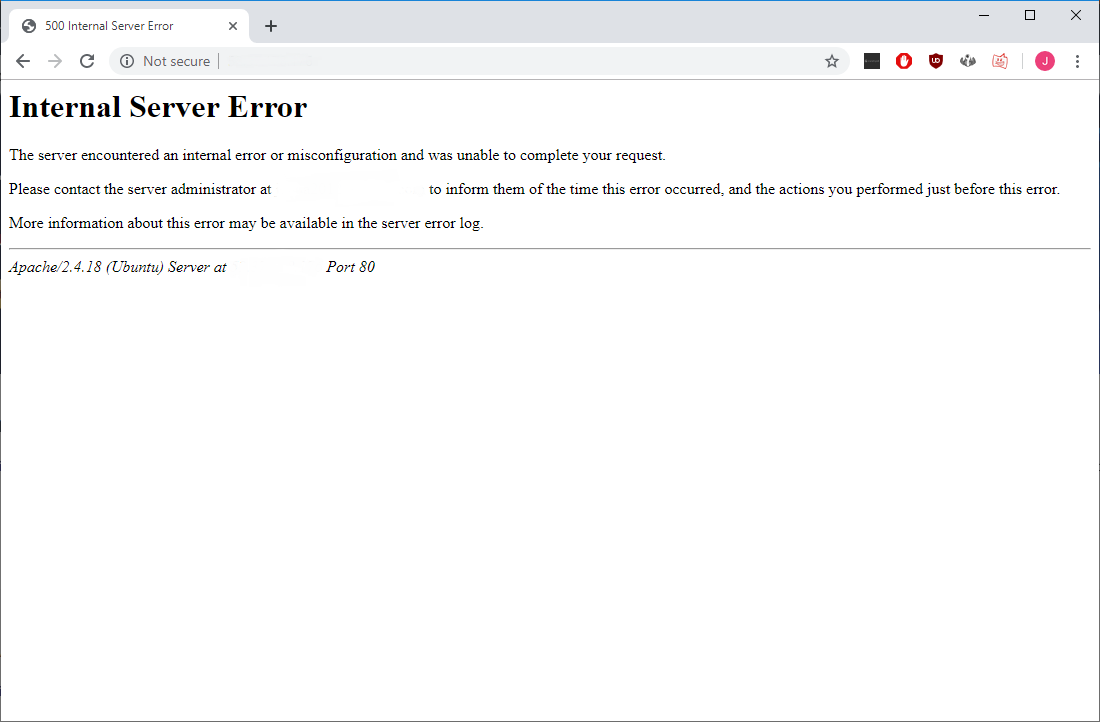 500 Internal Server Error
Not secure
J
Internal Server Error
The server encountered an internal error or misconfiguration and was unable to complete your request.
Please contact the server administrator at to inform them of the time this error occurred, and the actions you performed just before this error.
More information about this error may be available in the server error log.
Apache/2.4.18 (Ubuntu) Server at Port 80